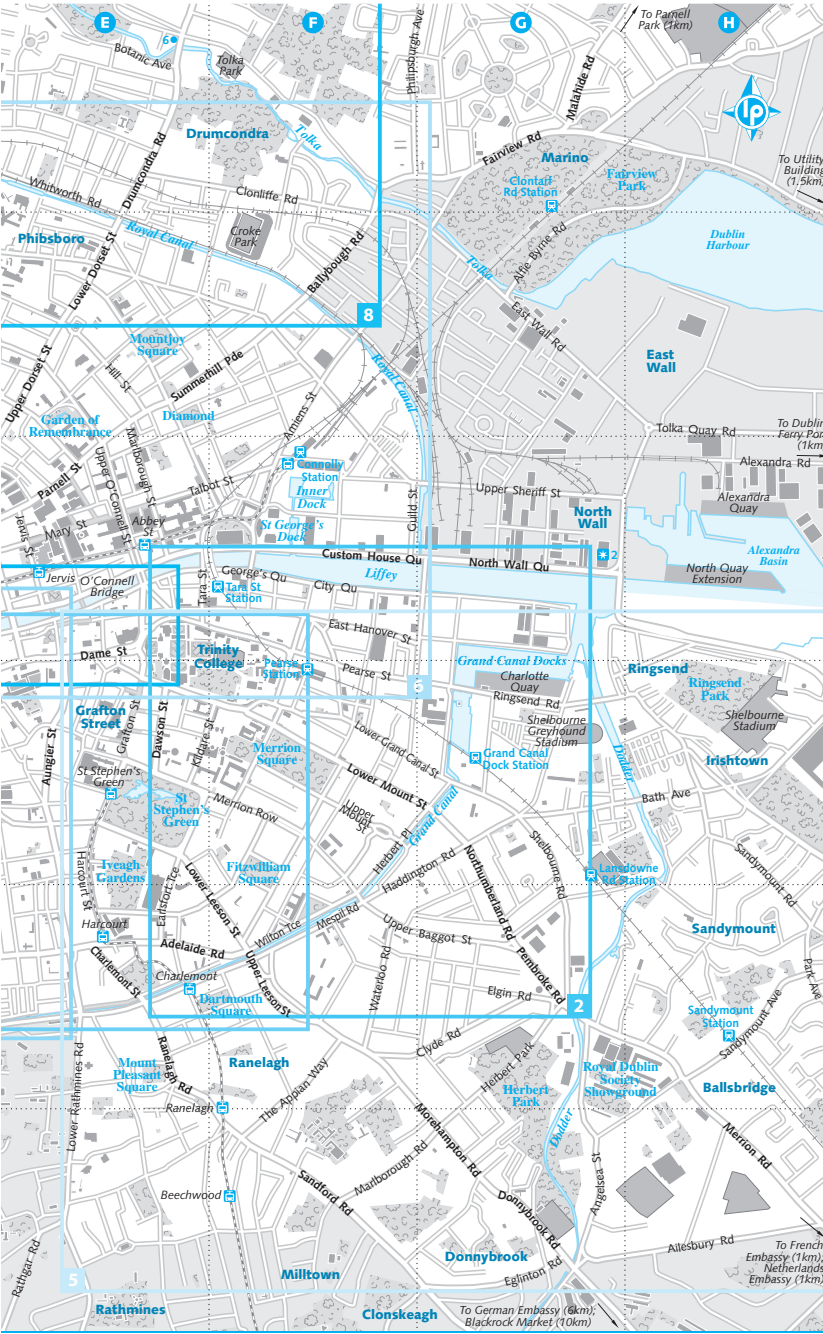 E
F
G
H
To Parnell
Park (1km)
6
Botanic Ave
Tolka
Park
Philipsburgh Ave
Malahide Rd
lp
Drumcondra
Tolka
Fairview Rd
Marino
Drumcondra Rd
To Utility
Building
(1.5km)
Clontarf
Rd Station
Fairview
Park
Whitworth Rd
Clonliffe Rd
Phibsboro
Royal Canal
Croke
Park
Dublin
Harbour
Lower Dorset St
Ballybough Rd
Tolka
Alfie Byrne Rd
8
East Wall Rd
Mountjoy
Square
Upper Dorset St
Hill St
Summerhill Pde
Royal Canal
East
Wall
Garden of
Remembrance
Diamond
Amiens St
Tolka Quay Rd
To Dublin
Ferry Port
(1km)
Marlborough St
Upper O'Connell St
Parnell St
Connolly
Station
Alexandra Rd
Talbot St
Inner
Dock
Upper Sheriff St
Alexandra
Quay
Guild St
North
Wall
Mary St
Abbey
St
St George's
Dock
Jervis St
Custom House Qu
North Wall Qu
2
Alexandra
Basin
Jervis
O'Connell
Bridge
Tara St
George's Qu
Liffey
North Quay
Extension
Tara St
Station
City Qu
East Hanover St
Dame St
Trinity
College
Pearse
Station
Pearse St
Grand Canal Docks
Charlotte
Quay
Ringsend
6
Ringsend Rd
Ringsend
Park
Grafton
Street
Grafton St
Dawson St
Kildare St
Shelbourne
Greyhound
Stadium
Shelbourne
Stadium
Aungier St
Merrion
Square
Lower Grand Canal St
Grand Canal
Dock Station
Dodder
Irishtown
St Stephen's
Green
Lower Mount St
St
Stephen's
Green
Merrion Row
Upper
Mount
St
Grand Canal
Bath Ave
Herbert Pl
Shelbourne Rd
Iveagh
Gardens
Fitzwilliam
Square
Haddington Rd
Northumberland Rd
Lansdowne
Rd Station
Sandymount Rd
Harcourt St
Earlsfort Tce
Lower Leeson St
Mespil Rd
Wilton Tce
Upper Baggot St
Sandymount
Harcourt
Adelaide Rd
Charlemont St
Charlemont
Upper Leeson St
Waterloo Rd
Pembroke Rd
Park Ave
Dartmouth
Square
Elgin Rd
2
Sandymount
Station
Sandymount Ave
Lower Rathmines Rd
Mount
Pleasant
Square
Ranelagh Rd
Ranelagh
Clyde Rd
Herbert Park
Herbert
Park
Royal Dublin
Society
Showground
Ballsbridge
Ranelagh
The Appian Way
Morehampton Rd
Dodder
Merrion Rd
Marlborough Rd
Angelsea St
Beechwood
Sandford Rd
Donnybrook Rd
Rathgar Rd
Donnybrook
Ailesbury Rd
To French
Embassy (1km),
Netherlands
Embassy (1km)
5
Milltown
Eglinton Rd
Rathmines
Clonskeagh
To German Embassy (6km),
Blackrock Market (10km)